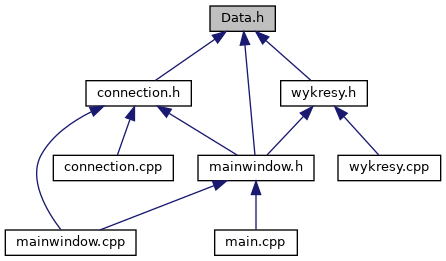 Data.h
connection.h
wykresy.h
connection.cpp
mainwindow.h
wykresy.cpp
mainwindow.cpp
main.cpp